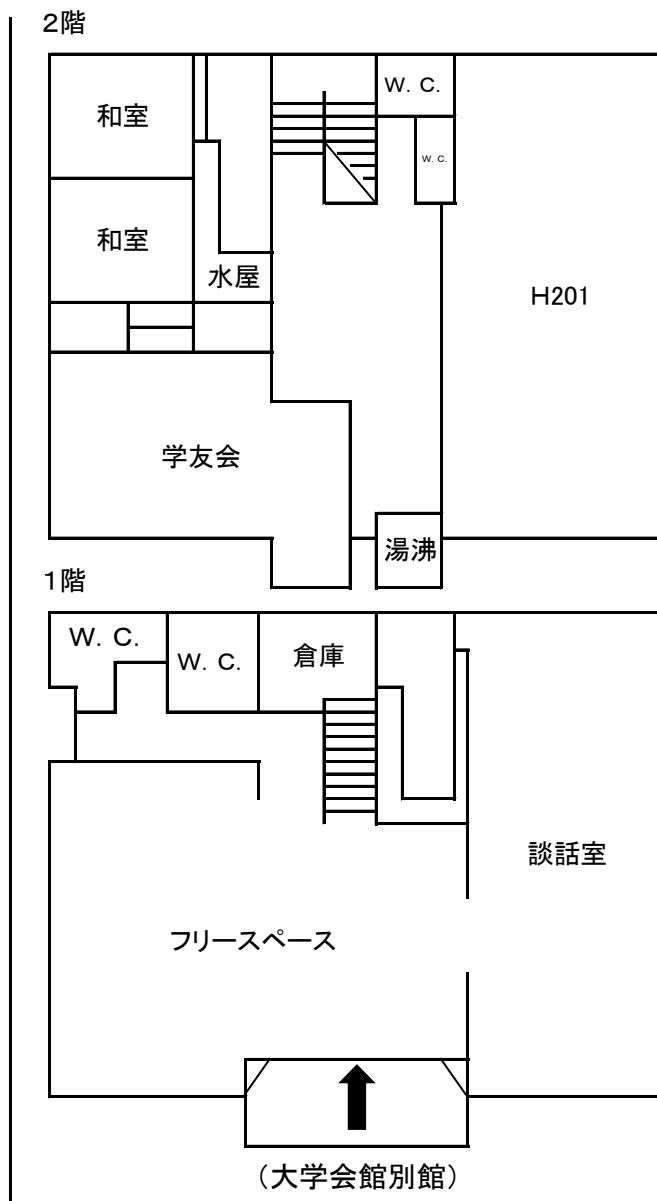 2階
和室
W. C.
W. C.
和室
水屋
H201
学友会
湯沸
1階
W. C.
W. C.
倉庫
談話室
フリースペース
(大学会館別館)